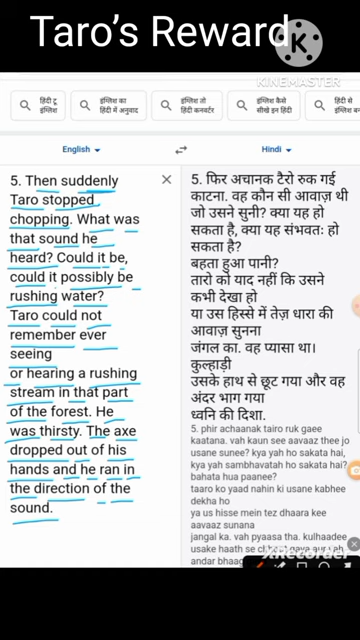 Taro's Reward
K
KINEMASTER
हिंदी टू
इंग्लिश
इंग्लिश का
हिंदी में अनुवाद
इंग्लिश तो
हिंदी कनवर्टर
इंग्लिश कैसे
सीखे इन हिंदी
हिंदी से
English
Hindi
5. Then suddenly
Taro stopped
chopping. What was
that sound he
heard? Could it be,
could it possibly be
rushing water?
Taro could not
remember ever
seeing
or hearing a rushing
stream in that part
of the forest. He
was thirsty. The axe
dropped out of his
hands and he ran in
the direction of the
sound.
5. फिर अचानक टैरो रुक गई
काटना. वह कौन सी आवाज़ थी
जो उसने सुनी? क्या यह हो
सकता है, क्या यह संभवतः हो
सकता है?
बहता हुआ पानी?
तारो को याद नहीं कि उसने
कभी देखा हो
या उस हिस्से में तेज़ धारा की
आवाज़ सुनना
जंगल का. वह प्यासा था।
कुल्हाड़ी
उसके हाथ से छूट गया और वह
अंदर भाग गया
ध्वनि की दिशा.
5. phir achaanak tairo ruk gaee
kaatana. vah kaun see aavaaz thee jo
usane sunee? kya yah ho sakata hai,
kya yah sambhavatah ho sakata hai?
bahata hua paanee?
taaro ko yaad nahin ki usane kabhee
dekha ho
ya us hisse mein tez dhaara kee
aavaaz sunana
jangal ka. vah pyaasa tha. kulhaadee
usake haath se
andar
XRecorder